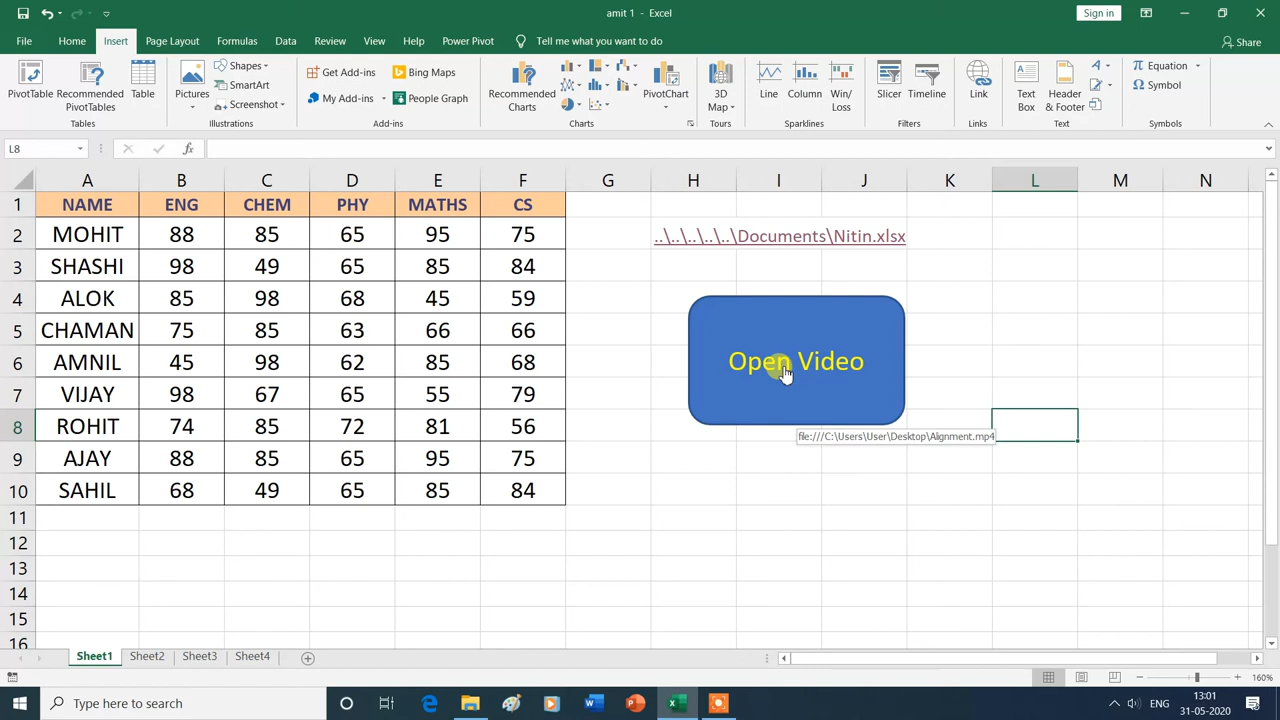 amit 1 - Excel
Sign in
File Home Insert Page Layout Formulas Data Review View Help Power Pivot Tell me what you want to do Share
PivotTable Recommended PivotTables Table
Tables
Pictures Shapes SmartArt Screenshot
Illustrations
Get Add-ins My Add-ins Bing Maps People Graph
Add-ins
Recommended Charts PivotChart
Charts
3D Map
Tours
Line Column Win/Loss
Sparklines
Slicer Timeline
Filters
Link
Links
Text Box Header & Footer
Text
Equation Symbol
Symbols
L8 fx
A B C D E F G H I J K L M N
1 NAME ENG CHEM PHY MATHS CS
2 MOHIT 88 85 65 95 75 ..\..\..\..\..\Documents\Nitin.xlsx
3 SHASHI 98 49 65 85 84
4 ALOK 85 98 68 45 59
5 CHAMAN 75 85 63 66 66
6 AMNIL 45 98 62 85 68
Open Video
7 VIJAY 98 67 65 55 79
8 ROHIT 74 85 72 81 56
file:///C:\Users\User\Desktop\Alignment.mp4
9 AJAY 88 85 65 95 75
10 SAHIL 68 49 65 85 84
11
12
13
14
15
16
Sheet1 Sheet2 Sheet3 Sheet4
160%
Type here to search
ENG
13:01
31-05-2020